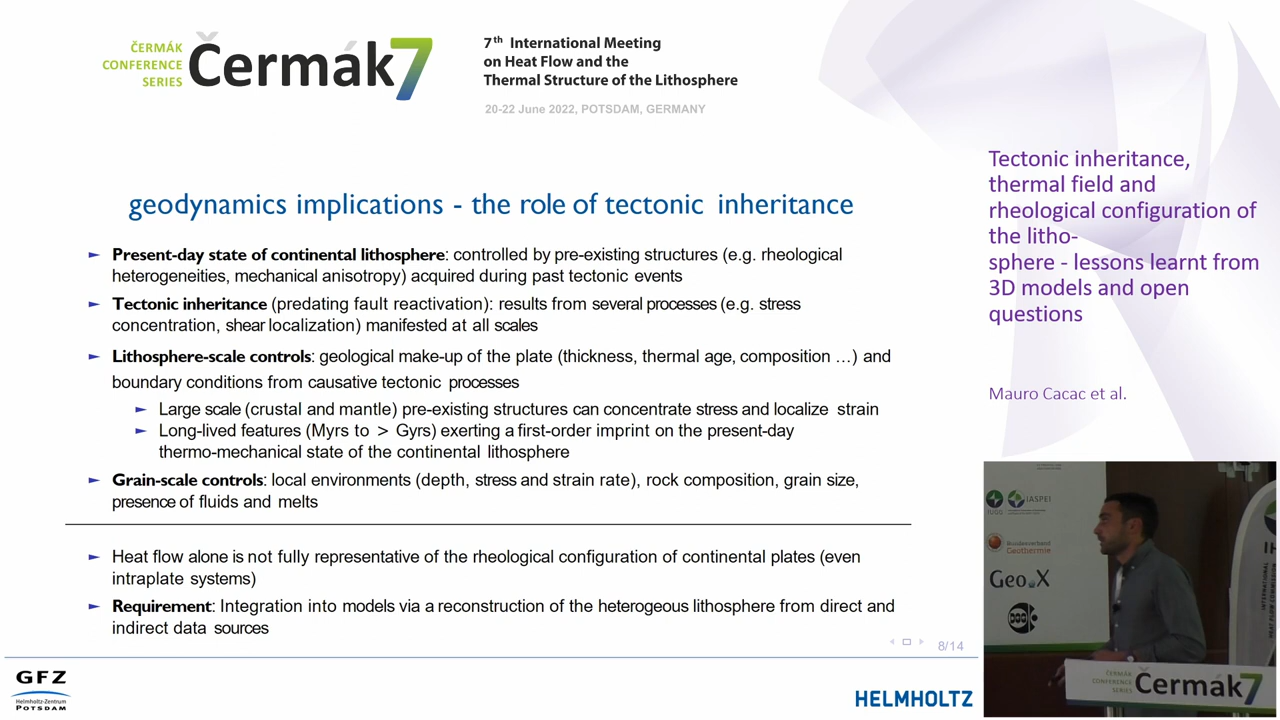 ČERMÁK
CONFERENCE
SERIES
Čermák7
7th International Meeting
on Heat Flow and the
Thermal Structure of the Lithosphere
20-22 June 2022, POTSDAM, GERMANY
geodynamics implications - the role of tectonic inheritance
► Present-day state of continental lithosphere: controlled by pre-existing structures (e.g. rheological
heterogeneities, mechanical anisotropy) acquired during past tectonic events
► Tectonic inheritance (predating fault reactivation): results from several processes (e.g. stress
concentration, shear localization) manifested at all scales
► Lithosphere-scale controls: geological make-up of the plate (thickness, thermal age, composition ...) and
boundary conditions from causative tectonic processes
► Large scale (crustal and mantle) pre-existing structures can concentrate stress and localize strain
► Long-lived features (Myrs to > Gyrs) exerting a first-order imprint on the present-day
thermo-mechanical state of the continental lithosphere
► Grain-scale controls: local environments (depth, stress and strain rate), rock composition, grain size,
presence of fluids and melts
► Heat flow alone is not fully representative of the rheological configuration of continental plates (even
intraplate systems)
► Requirement: Integration into models via a reconstruction of the heterogeous lithosphere from direct and
indirect data sources
8/14
GFZ
Helmholtz-Zentrum
POTSDAM
HELMHOLTZ
Tectonic inheritance,
thermal field and
rheological configuration of
the litho-
sphere - lessons learnt from
3D models and open
questions
Mauro Cacac et al.
IUGG
IASPEI
Bundesverband
Geothermie
Geo.X
DGG
IH
INTERNATIONAL
HEAT FLOW COMMISSION
ČERMÁK
CONFERENCE
SERIES
Čermák7